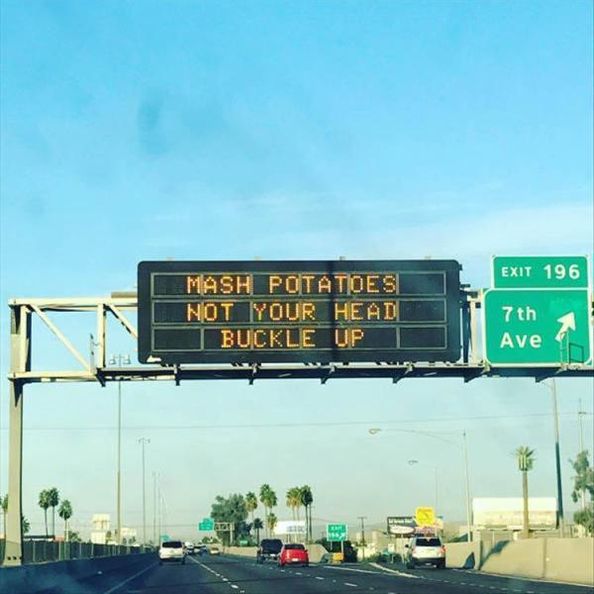 MASH POTATOES
NOT YOUR HEAD
BUCKLE UP
EXIT 196
7th
Ave